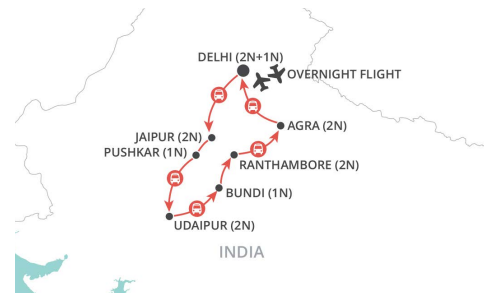 DELHI (2N+1N)
OVERNIGHT FLIGHT
AGRA (2N)
JAIPUR (2N)
PUSHKAR (1N)
RANTHAMBORE (2N)
BUNDI (1N)
UDAIPUR (2N)
INDIA